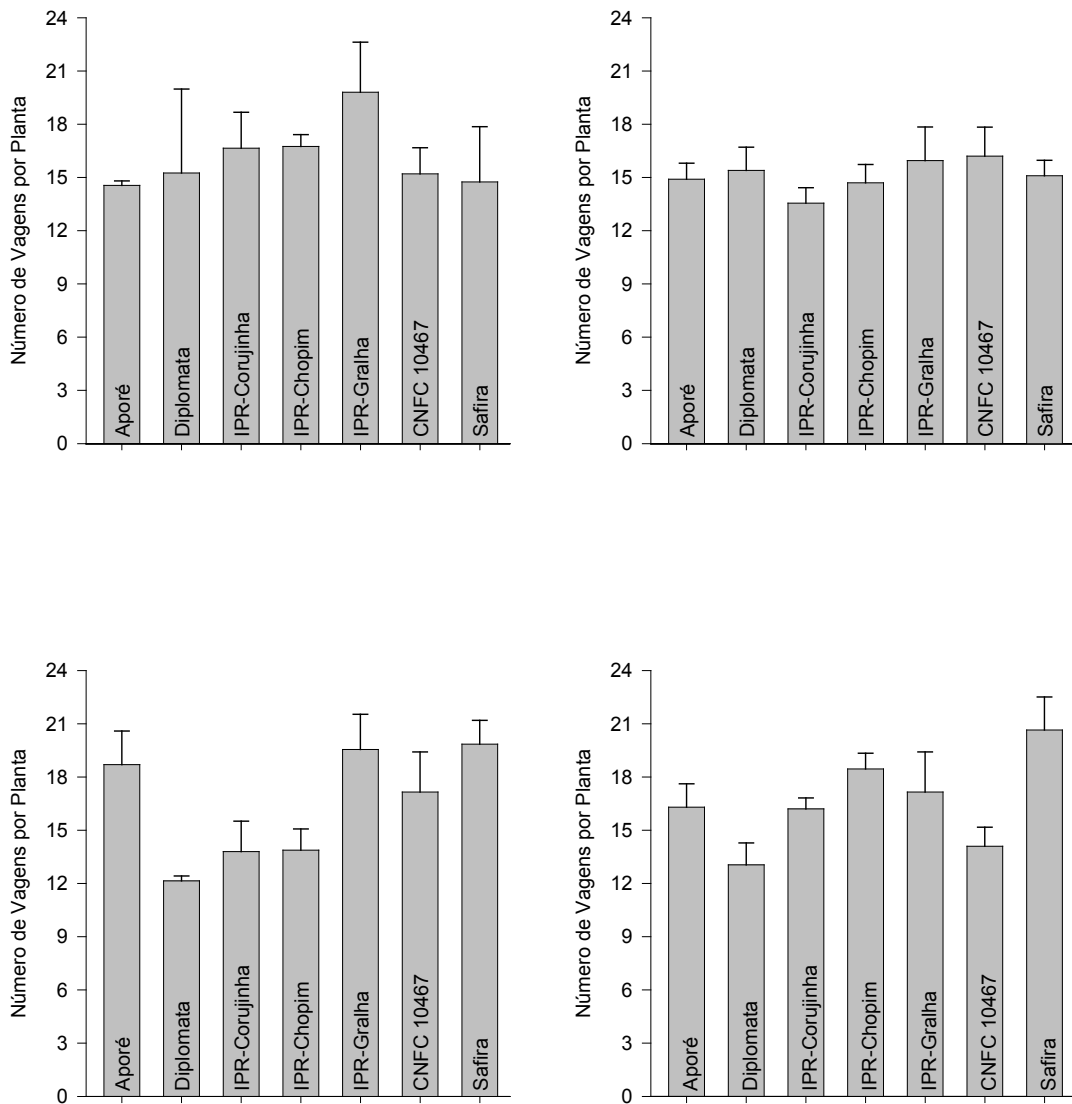 Número de Vagens por Planta
24
21
18
15
12
9
6
3
0
Aporé
Diplomata
IPR-Corujinha
IPR-Chopim
IPR-Gralha
CNFC 10467
Safira
Número de Vagens por Planta
24
21
18
15
12
9
6
3
0
Aporé
Diplomata
IPR-Corujinha
IPR-Chopim
IPR-Gralha
CNFC 10467
Safira
Número de Vagens por Planta
24
21
18
15
12
9
6
3
0
Aporé
Diplomata
IPR-Corujinha
IPR-Chopim
IPR-Gralha
CNFC 10467
Safira
Número de Vagens por Planta
24
21
18
15
12
9
6
3
0
Aporé
Diplomata
IPR-Corujinha
IPR-Chopim
IPR-Gralha
CNFC 10467
Safira